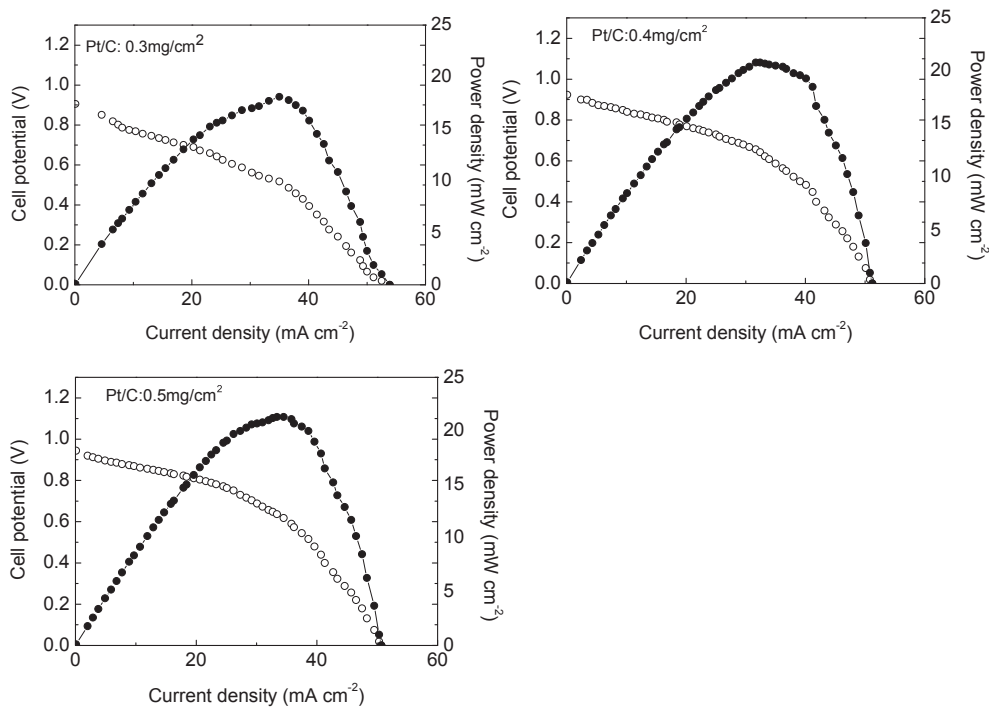 Pt/C: 0.3mg/cm2
Cell potential (V)
1.2
1.0
0.8
0.6
0.4
0.2
0.0
25
20
15
10
5
0
Power density (mW cm-2)
0 20 40 60
Current density (mA cm-2)
Pt/C:0.4mg/cm2
Cell potential (V)
1.2
1.0
0.8
0.6
0.4
0.2
0.0
25
20
15
10
5
0
Power density (mW cm-2)
0 20 40 60
Current density (mA cm-2)
Pt/C:0.5mg/cm2
Cell potential (V)
1.2
1.0
0.8
0.6
0.4
0.2
0.0
25
20
15
10
5
0
Power density (mW cm-2)
0 20 40 60
Current density (mA cm-2)